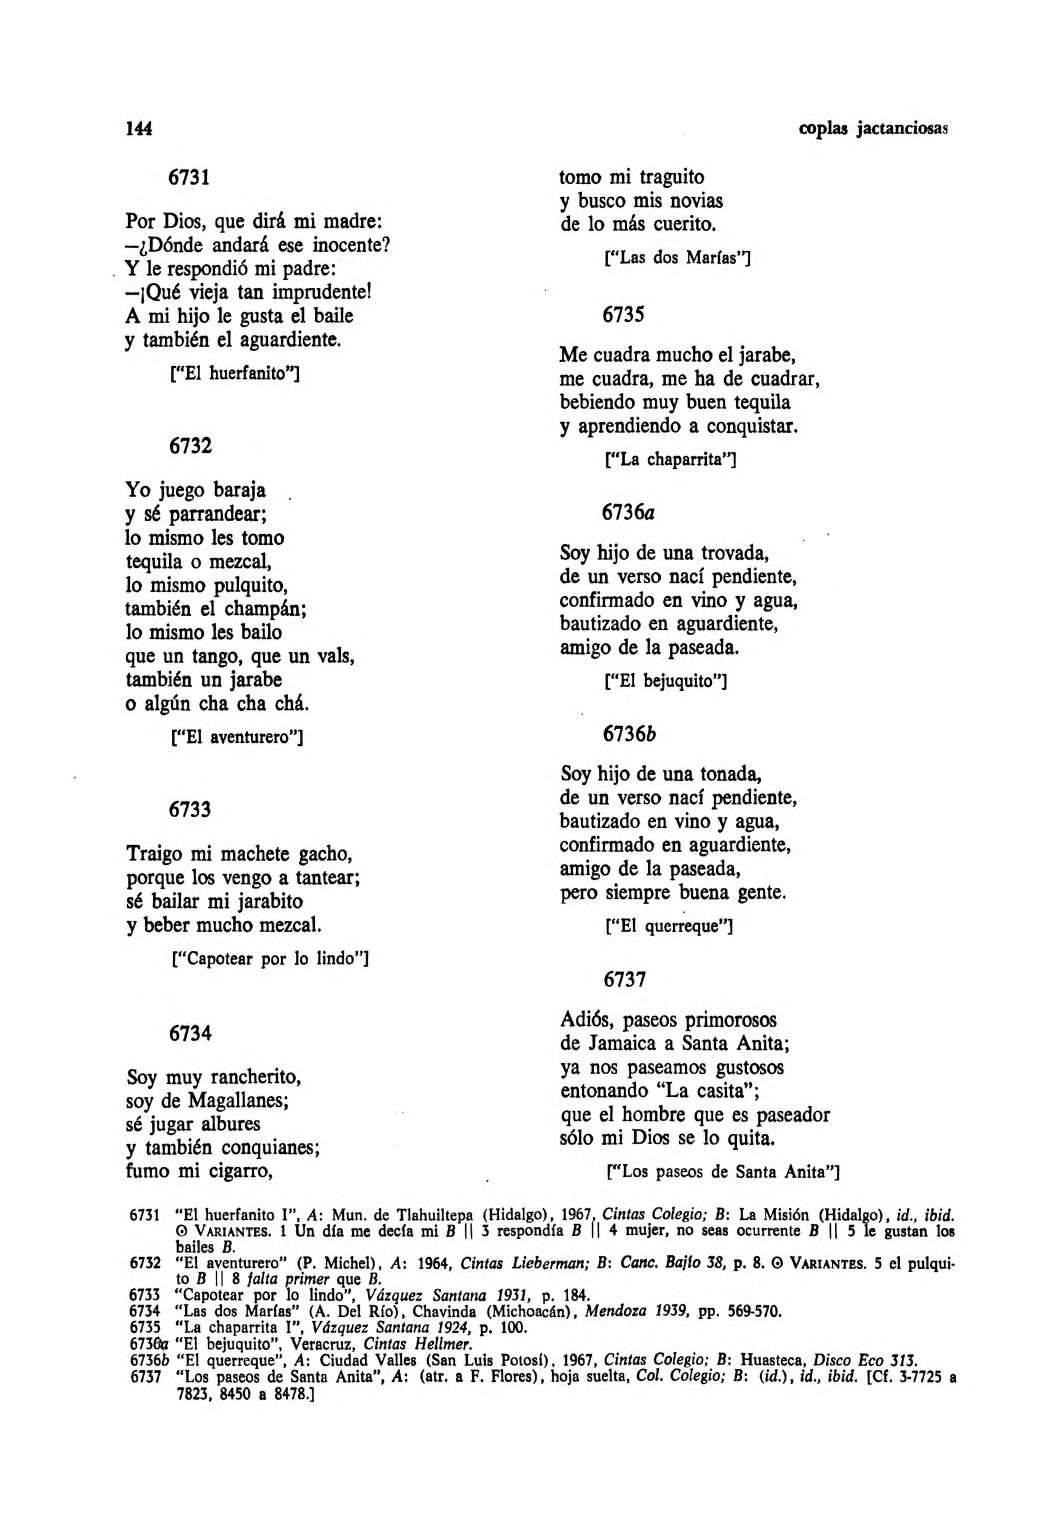 144
coplas jactanciosas
6731
Por Dios, que dirá mi madre:
—¿Dónde andará ese inocente?
Y le respondió mi padre:
—¡Qué vieja tan imprudente!
A mi hijo le gusta el baile
y también el aguardiente.
["El huerfanito"]
6732
Yo juego baraja
y sé parrandear;
lo mismo les tomo
tequila o mezcal,
lo mismo pulquito,
también el champán;
lo mismo les bailo
que un tango, que un vals,
también un jarabe
o algún cha cha chá.
["El aventurero"]
6733
Traigo mi machete gacho,
porque los vengo a tantear;
sé bailar mi jarabito
y beber mucho mezcal.
["Capotear por lo lindo"]
6734
Soy muy rancherito,
soy de Magallanes;
sé jugar albures
y también conquianes;
fumo mi cigarro,
tomo mi traguito
y busco mis novias
de lo más cuerito.
["Las dos Marías"]
6735
Me cuadra mucho el jarabe,
me cuadra, me ha de cuadrar,
bebiendo muy buen tequila
y aprendiendo a conquistar.
["La chaparrita"]
6736a
Soy hijo de una trovada,
de un verso nací pendiente,
confirmado en vino y agua,
bautizado en aguardiente,
amigo de la paseada.
["El bejuquito"]
6736b
Soy hijo de una tonada,
de un verso nací pendiente,
bautizado en vino y agua,
confirmado en aguardiente,
amigo de la paseada,
pero siempre buena gente.
["El querreque"]
6737
Adiós, paseos primorosos
de Jamaica a Santa Anita;
ya nos paseamos gustosos
entonando "La casita";
que el hombre que es paseador
sólo mi Dios se lo quita.
["Los paseos de Santa Anita"]
6731 "El huerfanito I", A: Mun. de Tlahuiltepa (Hidalgo), 1967, Cintas Colegio; B: La Misión (Hidalgo), id., ibid.
⊙ VARIANTES. 1 Un día me decía mi B || 3 respondía B || 4 mujer, no seas ocurrente B || 5 le gustan los
bailes B.
6732 "El aventurero" (P. Michel), A: 1964, Cintas Lieberman; B: Canc. Bajío 38, p. 8. ⊙ VARIANTES. 5 el pulqui-
to B || 8 falta primer que B.
6733 "Capotear por lo lindo", Vázquez Santana 1931, p. 184.
6734 "Las dos Marías" (A. Del Río), Chavinda (Michoacán), Mendoza 1939, pp. 569-570.
6735 "La chaparrita I", Vázquez Santana 1924, p. 100.
6736a "El bejuquito", Veracruz, Cintas Hellmer.
6736b "El querreque", A: Ciudad Valles (San Luis Potosí), 1967, Cintas Colegio; B: Huasteca, Disco Eco 313.
6737 "Los paseos de Santa Anita", A: (atr. a F. Flores), hoja suelta, Col. Colegio; B: (id.), id., ibid. [Cf. 3-7725 a
7823, 8450 a 8478.]